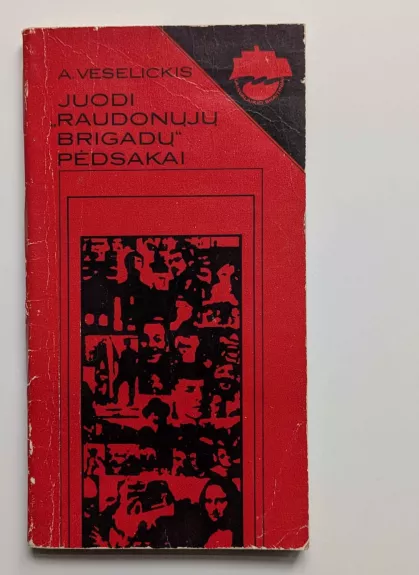 A. VESELICKIS
JUODI
„RAUDONŲJŲ
BRIGADŲ“
PĖDSAKAI